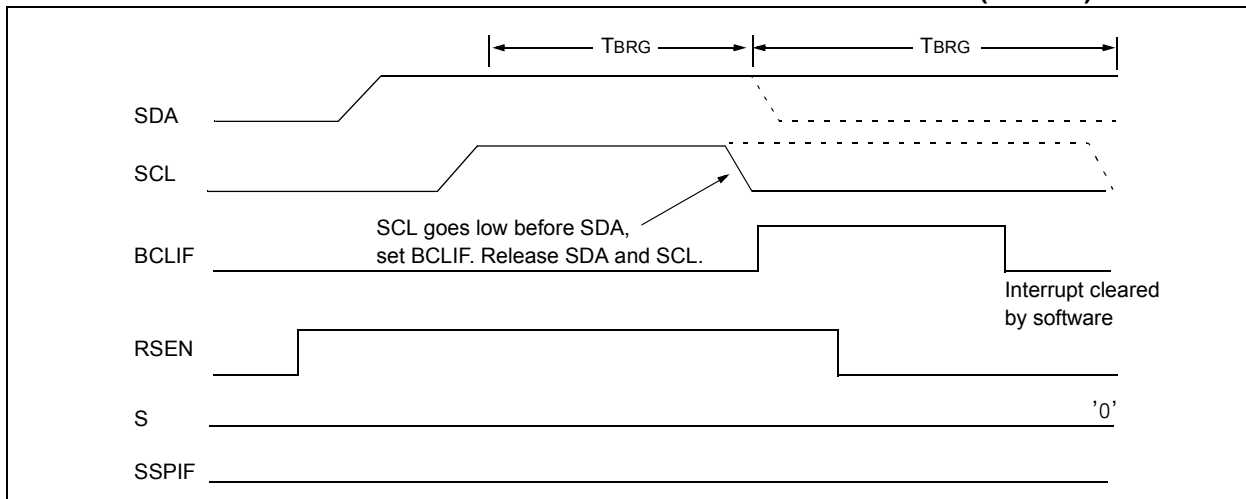 TBRG TBRG
SDA
SCL
SCL goes low before SDA,
set BCLIF. Release SDA and SCL.
BCLIF
Interrupt cleared
by software
RSEN
S '0'
SSPIF